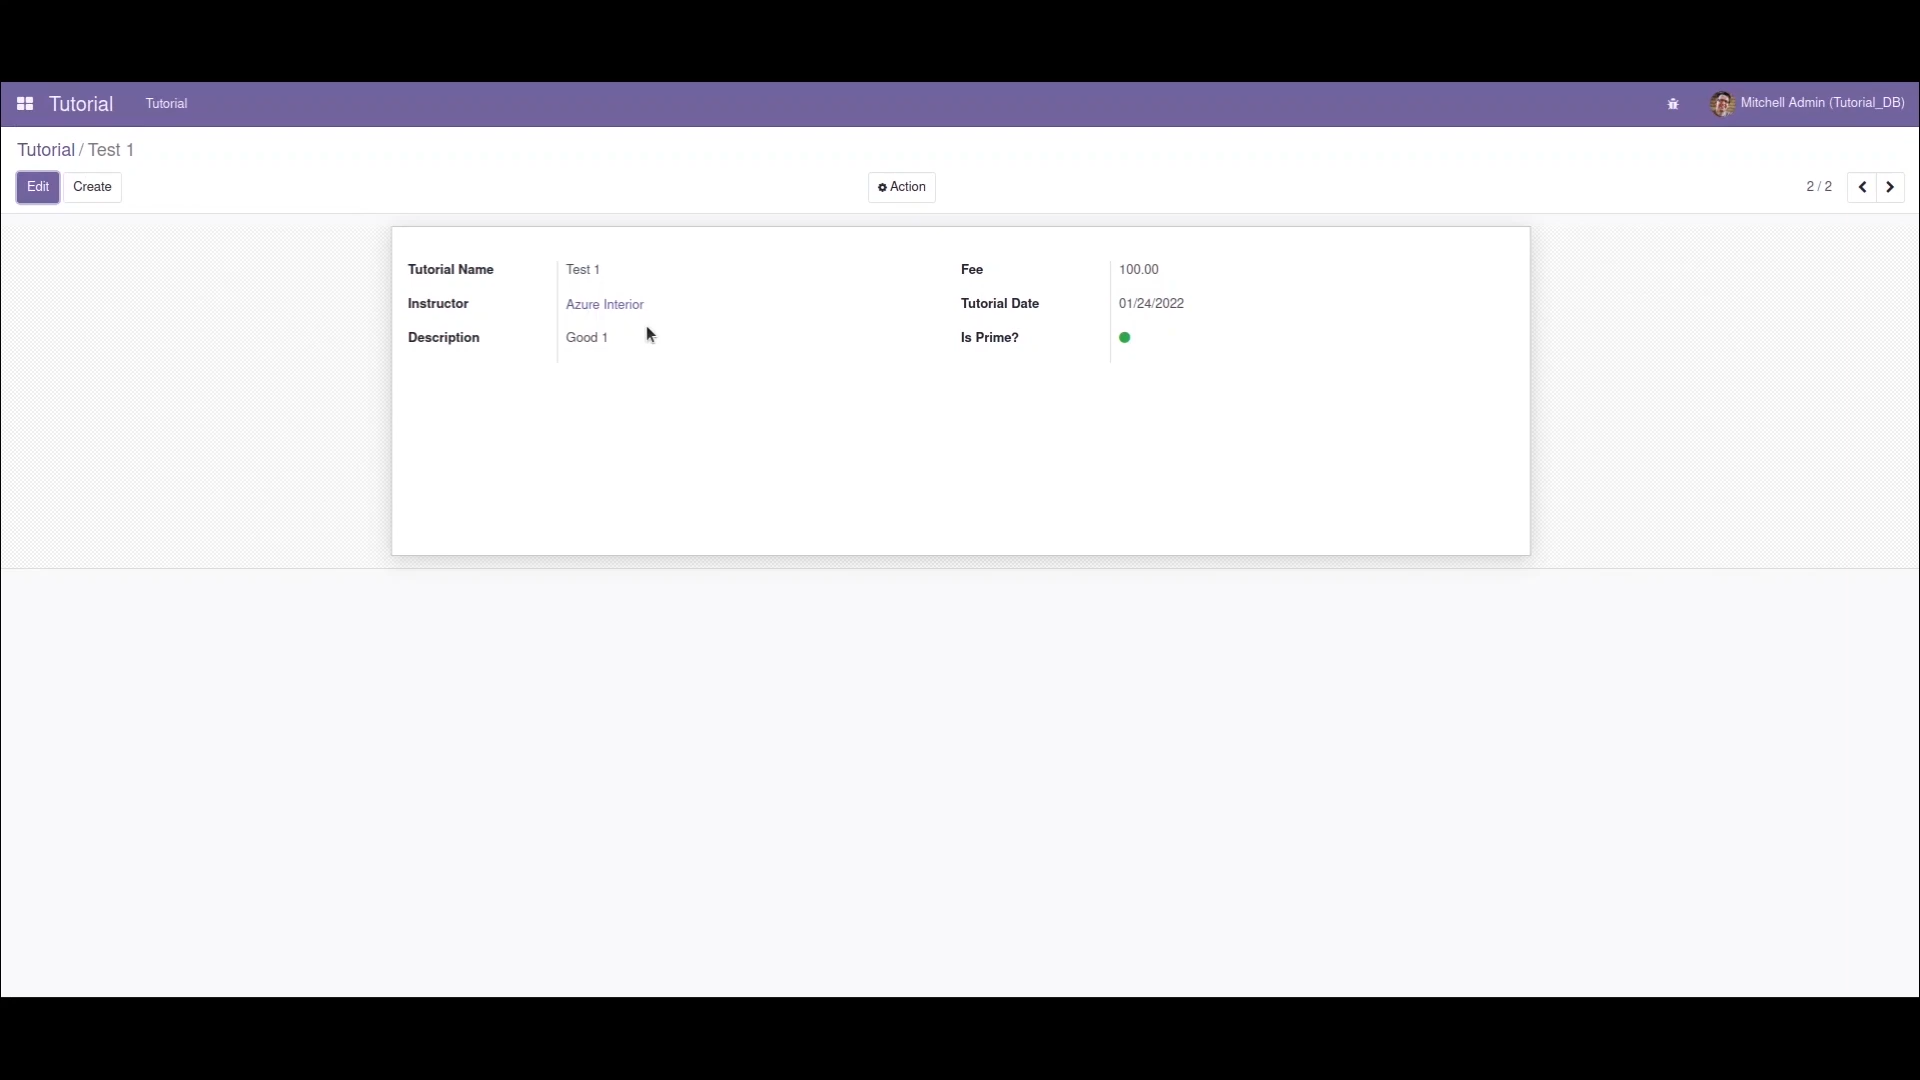 Tutorial Tutorial Mitchell Admin (Tutorial_DB)
Tutorial / Test 1
Edit Create Action 2 / 2
Tutorial Name Test 1 Fee 100.00
Instructor Azure Interior Tutorial Date 01/24/2022
Description Good 1 Is Prime?